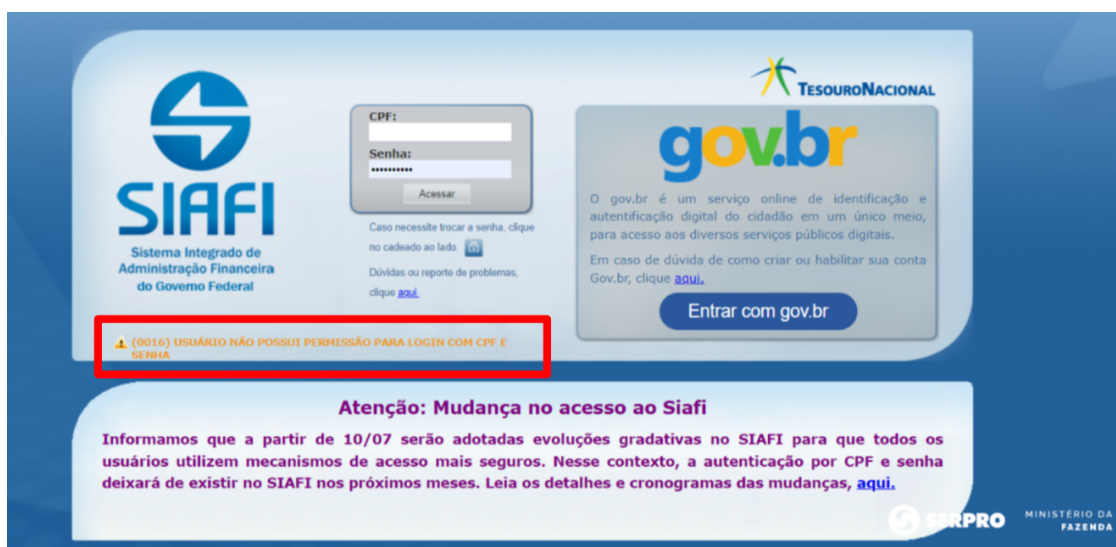 SIAFI
Sistema Integrado de
Administração Financeira
do Governo Federal
CPF:
Senha:
••••••••••
Acessar
Caso necessite trocar a senha, clique
no cadeado ao lado.
Dúvidas ou reporte de problemas,
clique aqui.
TESOURONACIONAL
gov.br
O gov.br é um serviço online de identificação e
autentificação digital do cidadão em um único meio,
para acesso aos diversos serviços públicos digitais.
Em caso de dúvida de como criar ou habilitar sua conta
Gov.br, clique aqui.
Entrar com gov.br
(0016) USUÁRIO NÃO POSSUI PERMISSÃO PARA LOGIN COM CPF E
SENHA
Atenção: Mudança no acesso ao Siafi
Informamos que a partir de 10/07 serão adotadas evoluções gradativas no SIAFI para que todos os
usuários utilizem mecanismos de acesso mais seguros. Nesse contexto, a autenticação por CPF e senha
deixará de existir no SIAFI nos próximos meses. Leia os detalhes e cronogramas das mudanças, aqui.
SERPRO
MINISTÉRIO DA
FAZENDA